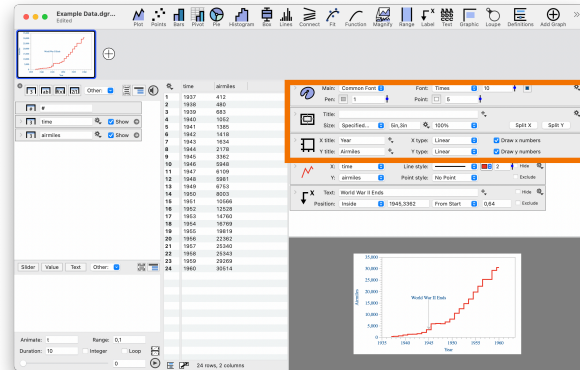 Example Data.dgr...
Edited
Plot Points Bars Pivot Pie Histogram Box Lines Connect Fit Function Magnify Range Label Text Graphic Loupe Definitions Add Graph
Other:
#
time Show
airmiles Show
time airmiles
1 1937 412
2 1938 480
3 1939 683
4 1940 1052
5 1941 1385
6 1942 1418
7 1943 1634
8 1944 2178
9 1945 3362
10 1946 5948
11 1947 6109
12 1948 5981
13 1949 6753
14 1950 8003
15 1951 10566
16 1952 12528
17 1953 14760
18 1954 16769
19 1955 19819
20 1956 22362
21 1957 25340
22 1958 25343
23 1959 29269
24 1960 30514
24 rows, 2 columns
Slider Value Text Other:
Animate: t Range: 0,1
Duration: 10 Integer Loop
0
Main: Common Font Font: Times 10
Pen: 1 Point: 5
Title:
Size: Specified... 5in,3in 100% Split X Split Y
X title: Year X type: Linear Draw x numbers
Y title: Airmiles Y type: Linear Draw y numbers
X: time Line style: 2 Hide
Y: airmiles Point style: No Point Exclude
Text: World War II Ends Hide
Position: Inside 1945,3362 From Start 0,64 Exclude
35,000
30,000
25,000
20,000
15,000
10,000
5,000
0
Airmiles
World War II Ends
1935 1940 1945 1950 1955 1960
Year